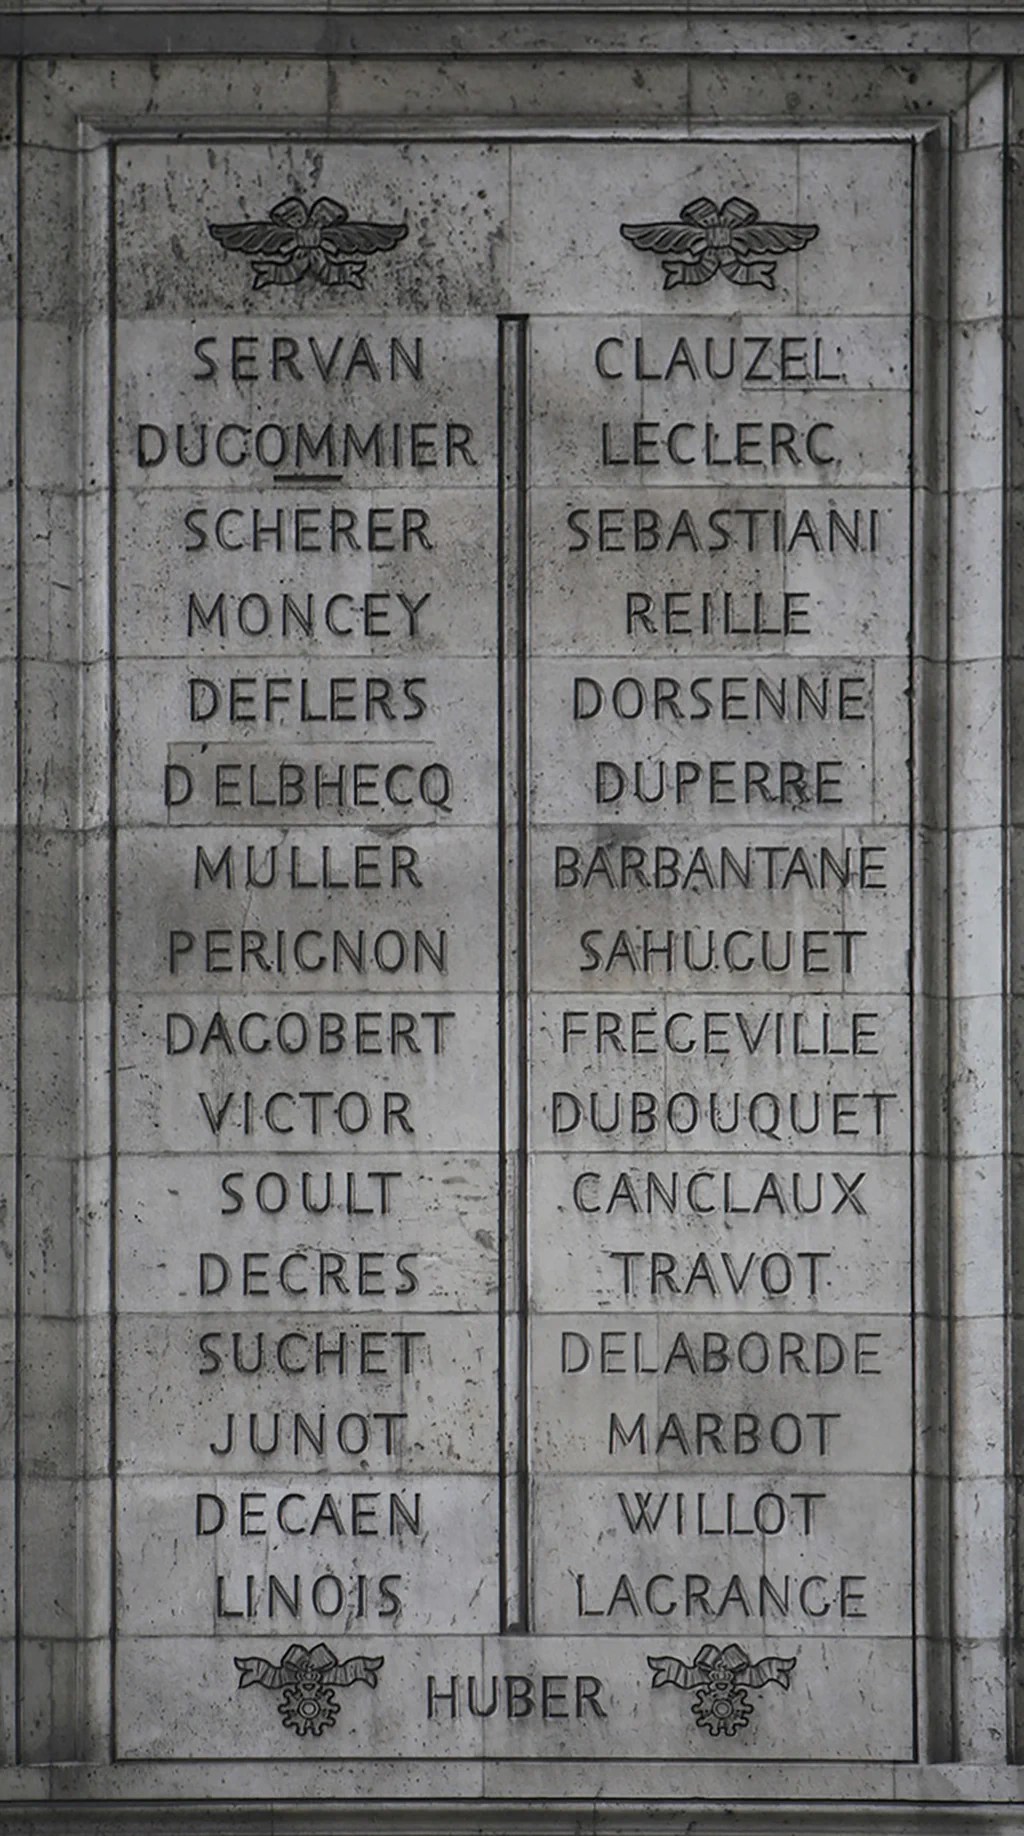 SERVAN
DUGOMMIER
SCHERER
MONCEY
DEFLERS
D ELBHECQ
MULLER
PERIGNON
DAGOBERT
VICTOR
SOULT
DECRES
SUCHET
JUNOT
DECAEN
LINOIS
CLAUZEL
LECLERC
SEBASTIANI
REILLE
DORSENNE
DUPERRE
BARBANTANE
SAHUGUET
FREGEVILLE
DUBOUQUET
CANCLAUX
TRAVOT
DELABORDE
MARBOT
WILLOT
LAGRANGE
HUBER